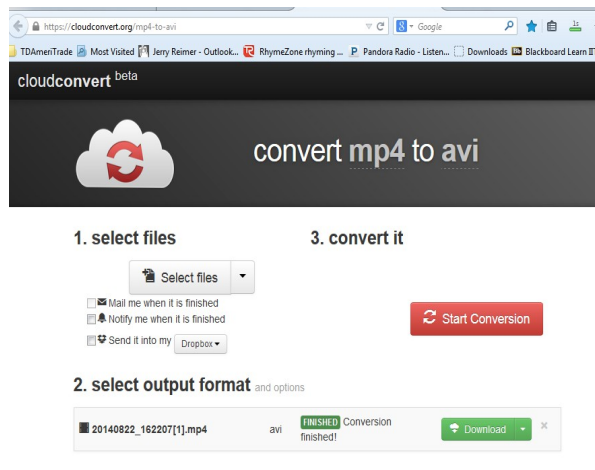 https://cloudconvert.org/mp4-to-avi
Google
TDAmeriTrade Most Visited Jerry Reimer - Outlook... RhymeZone rhyming ... Pandora Radio - Listen... Downloads Blackboard Learn
cloudconvert beta
convert mp4 to avi
1. select files
3. convert it
Select files
Mail me when it is finished
Notify me when it is finished
Send it into my Dropbox
Start Conversion
2. select output format and options
20140822_162207[1].mp4 avi FINISHED Conversion
finished!
Download